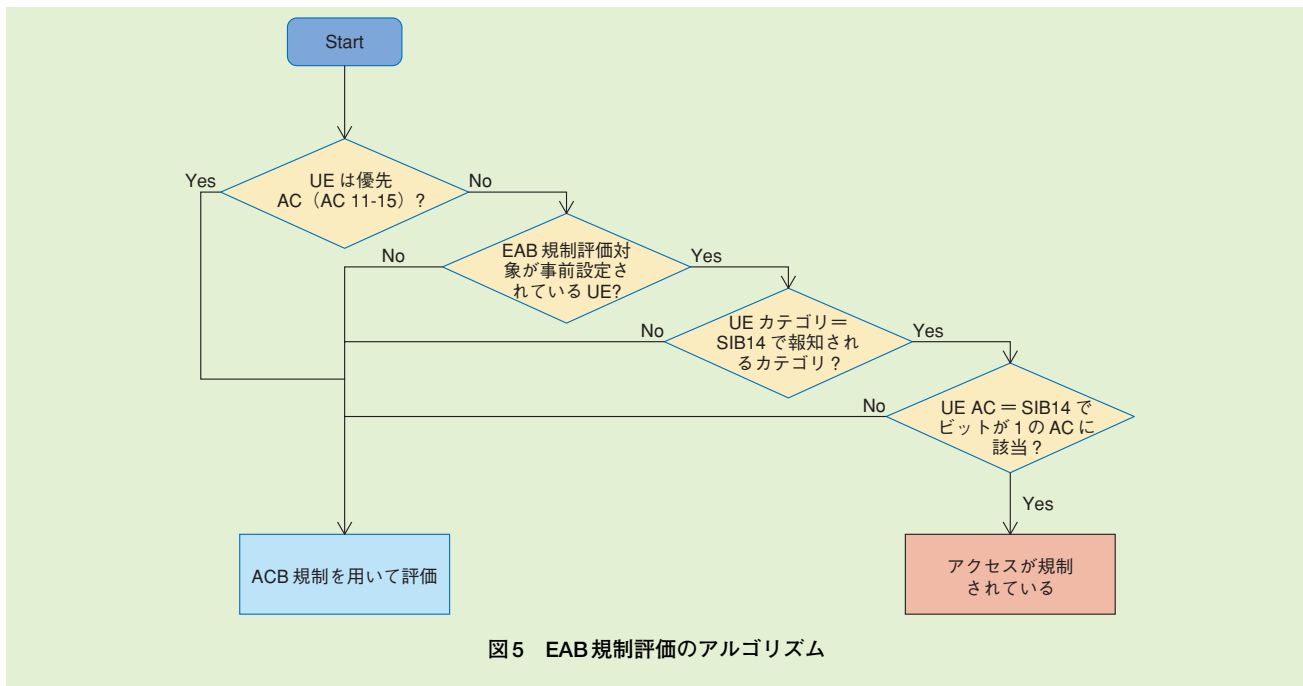 Start
UE は優先
AC（AC 11-15）?
Yes
No
EAB 規制評価対
象が事前設定さ
れている UE?
No
Yes
UE カテゴリ＝
SIB14 で報知され
るカテゴリ？
No
Yes
UE AC ＝ SIB14 で
ビットが 1 の AC に
該当？
No
Yes
ACB 規制を用いて評価
アクセスが規制
されている
図5　EAB規制評価のアルゴリズム